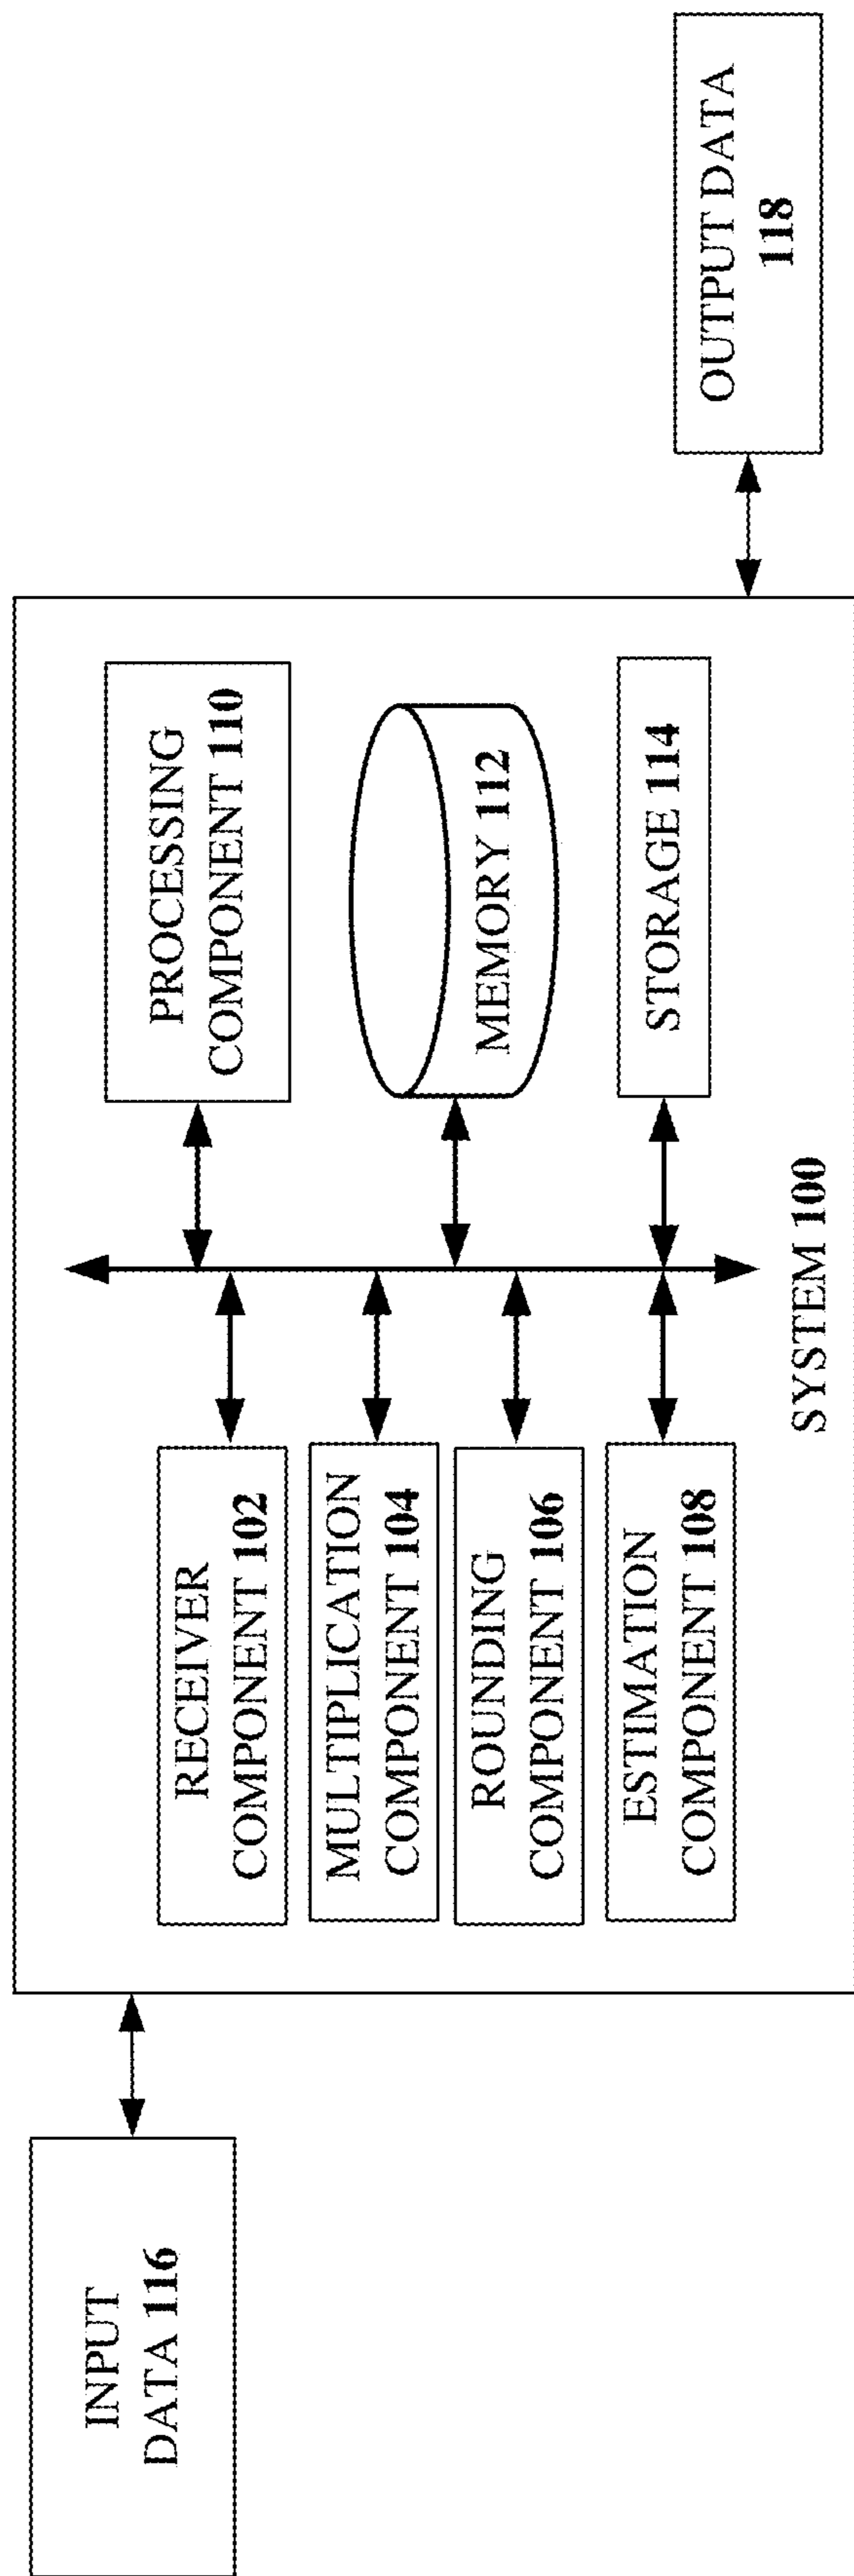 INPUT
DATA 116
RECEIVER
COMPONENT 102
MULTIPLICATION
COMPONENT 104
ROUNDING
COMPONENT 106
ESTIMATION
COMPONENT 108
PROCESSING
COMPONENT 110
MEMORY 112
STORAGE 114
SYSTEM 100
OUTPUT DATA
118